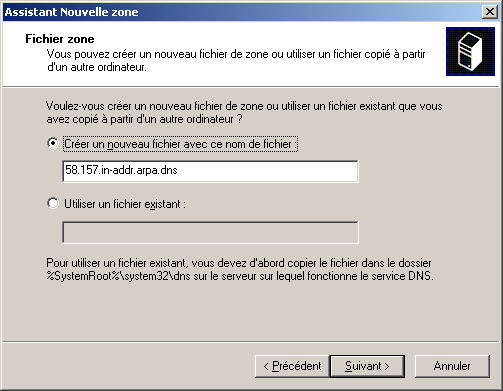 Assistant Nouvelle zone
Fichier zone
Vous pouvez créer un nouveau fichier de zone ou utiliser un fichier copié à partir
d'un autre ordinateur.
Voulez-vous créer un nouveau fichier de zone ou utiliser un fichier existant que vous
avez copié à partir d'un autre ordinateur ?
Créer un nouveau fichier avec ce nom de fichier :
58.157.in-addr.arpa.dns
Utiliser un fichier existant :
Pour utiliser un fichier existant, vous devez d'abord copier le fichier dans le dossier
%SystemRoot%\system32\dns sur le serveur sur lequel fonctionne le service DNS.
< Précédent
Suivant >
Annuler